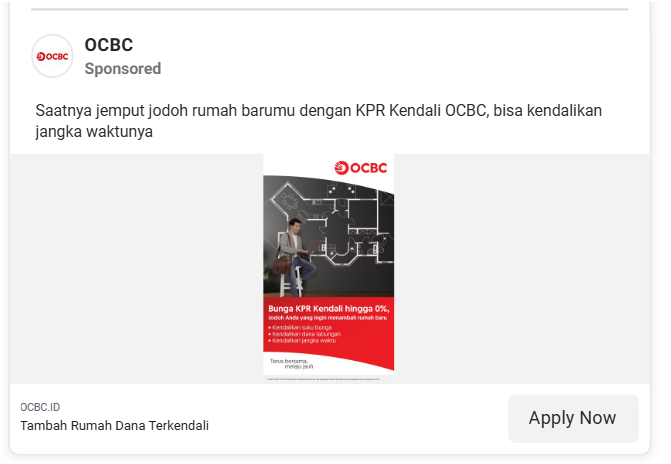 OCBC
OCBC
Sponsored
Saatnya jemput jodoh rumah barumu dengan KPR Kendali OCBC, bisa kendalikan
jangka waktunya
OCBC
Bunga KPR Kendali hingga 0%,
Jodoh Anda yang ingin menambah rumah baru
• Kendalikan suku bunga
• Kendalikan dana tabungan
• Kendalikan jangka waktu
Terus bersama,
melaju jauh
OCBC.ID
Tambah Rumah Dana Terkendali
Apply Now